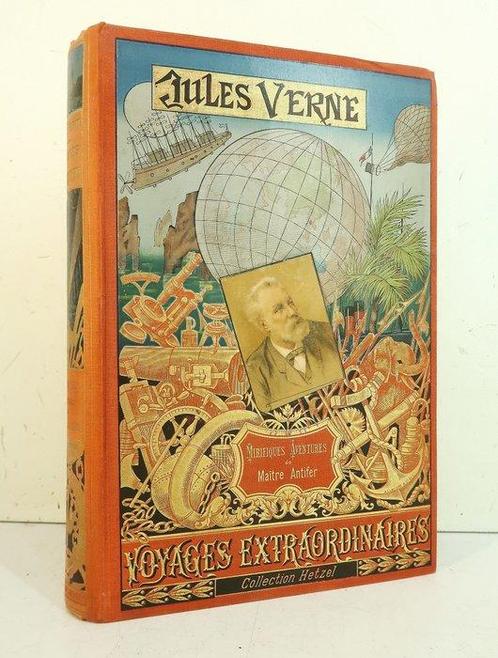 JULES VERNE
MIRIFIQUES AVENTURES
de
Maître Antifer
VOYAGES EXTRAORDINAIRES
Collection Hetzel